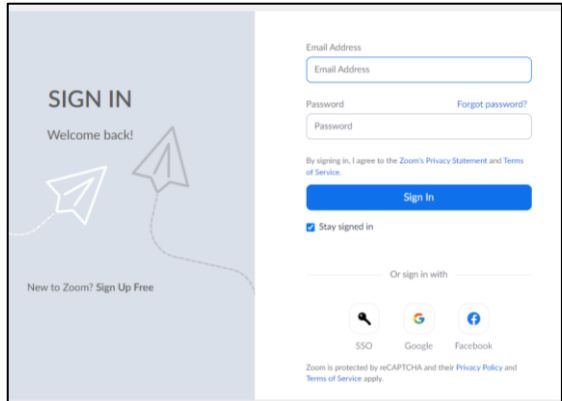 SIGN IN
Welcome back!
New to Zoom? Sign Up Free
Email Address
Email Address
Password Forgot password?
Password
By signing in, I agree to the Zoom's Privacy Statement and Terms
of Service.
Sign In
Stay signed in
Or sign in with
SSO Google Facebook
Zoom is protected by reCAPTCHA and their Privacy Policy and
Terms of Service apply.